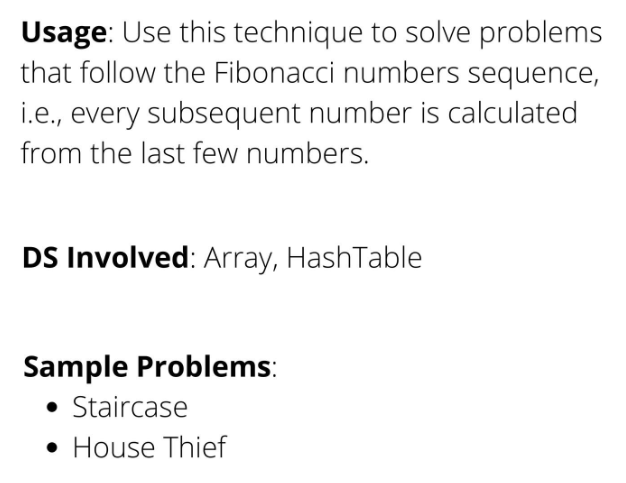 Usage: Use this technique to solve problems
that follow the Fibonacci numbers sequence,
i.e., every subsequent number is calculated
from the last few numbers.
DS Involved: Array, HashTable
Sample Problems:
• Staircase
• House Thief